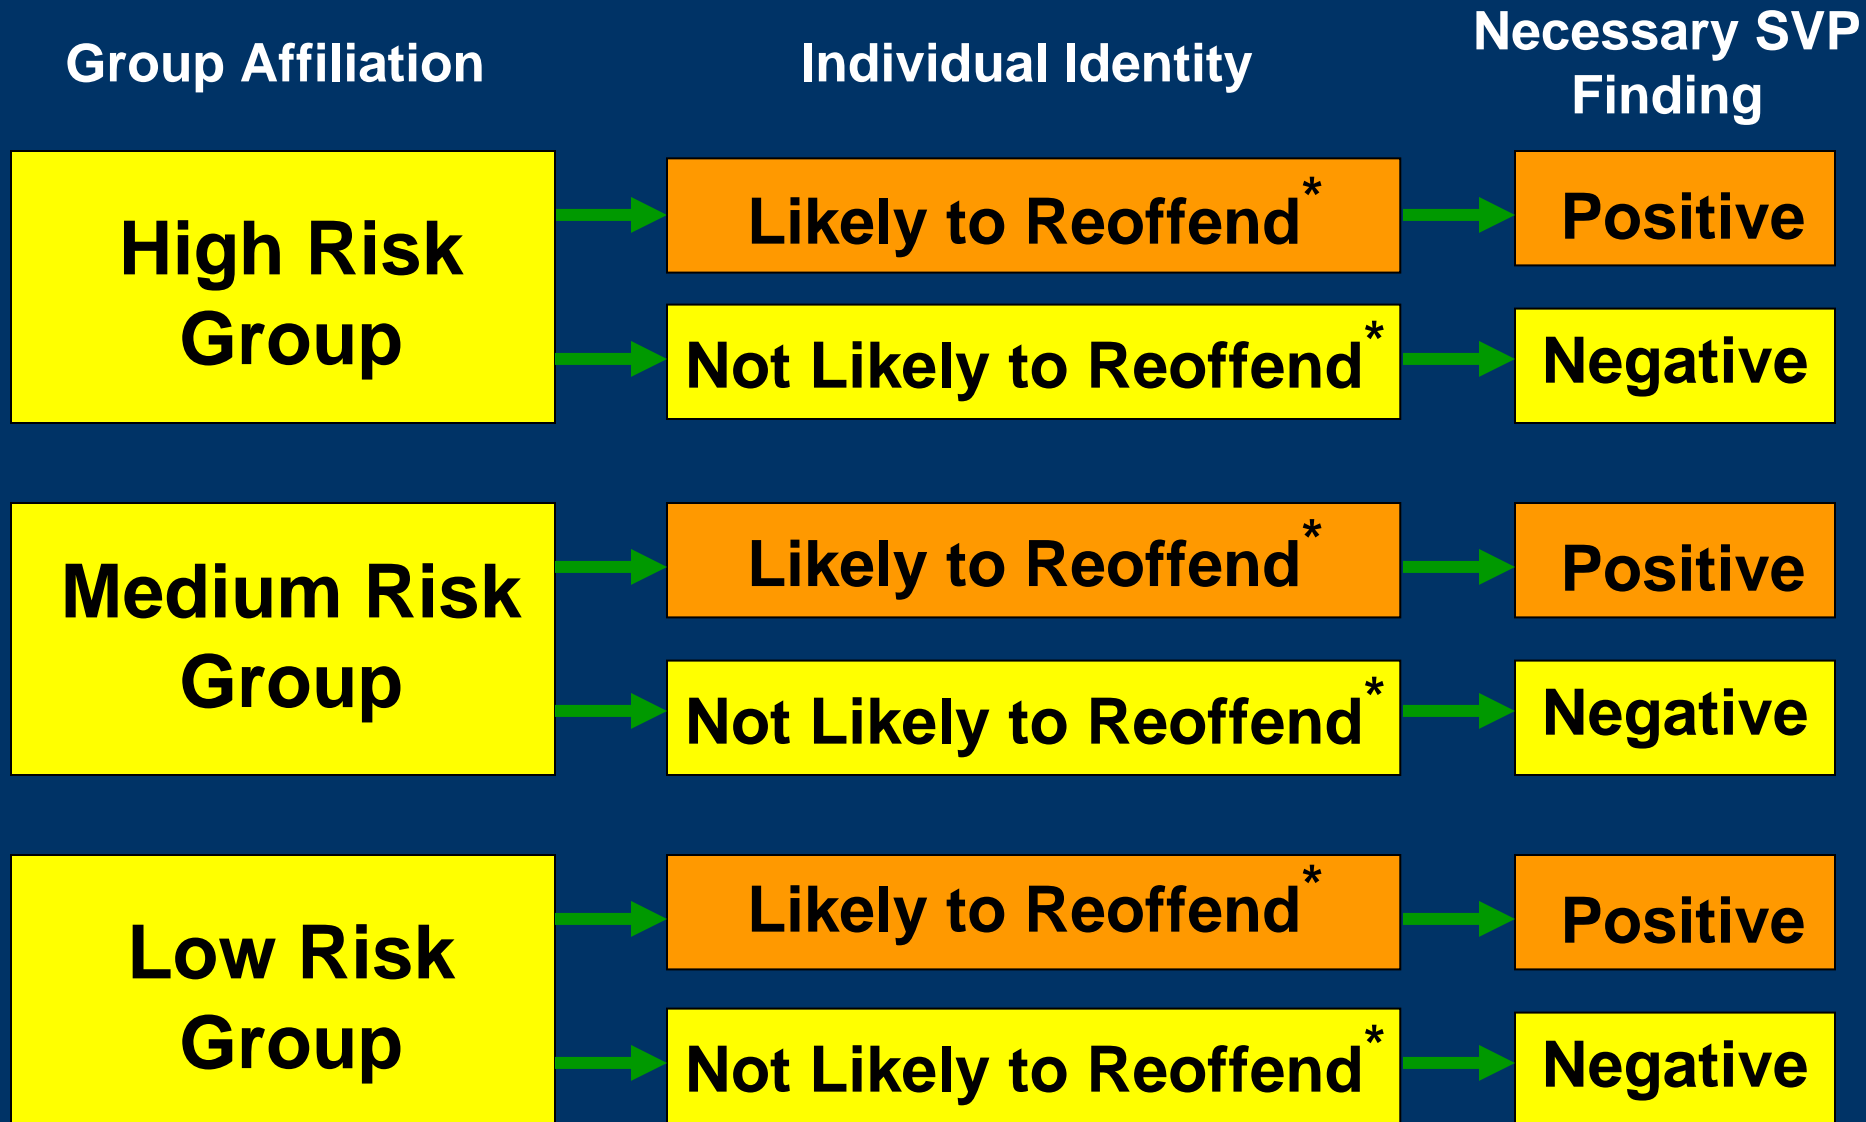 Group Affiliation
Individual Identity
Necessary SVP
Finding
High Risk
Group
Likely to Reoffend*
Positive
Not Likely to Reoffend*
Negative
Medium Risk
Group
Likely to Reoffend*
Positive
Not Likely to Reoffend*
Negative
Low Risk
Group
Likely to Reoffend*
Positive
Not Likely to Reoffend*
Negative